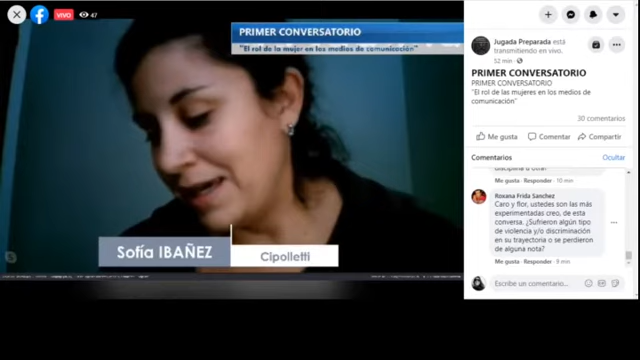 VIVO
47
PRIMER CONVERSATORIO
"El rol de la mujer en los medios de comunicación"
Sofía IBAÑEZ
Cipolletti
Jugada Preparada está
transmitiendo en vivo.
52 min
PRIMER CONVERSATORIO
PRIMER CONVERSATORIO
"El rol de las mujeres en los medios de
comunicación"
30 comentarios
Me gusta
Comentar
Compartir
Comentarios
Ocultar
Me gusta · Responder · 10 min
Roxana Frida Sanchez
Caro y flor, ustedes son las más
experimentadas creo, de esta
conversa. ¿Sufrieron algún tipo
de violencia y/o discriminación
en su trayectoria o se perdieron
de alguna nota?
Me gusta · Responder · 9 min
Escribe un comentario...